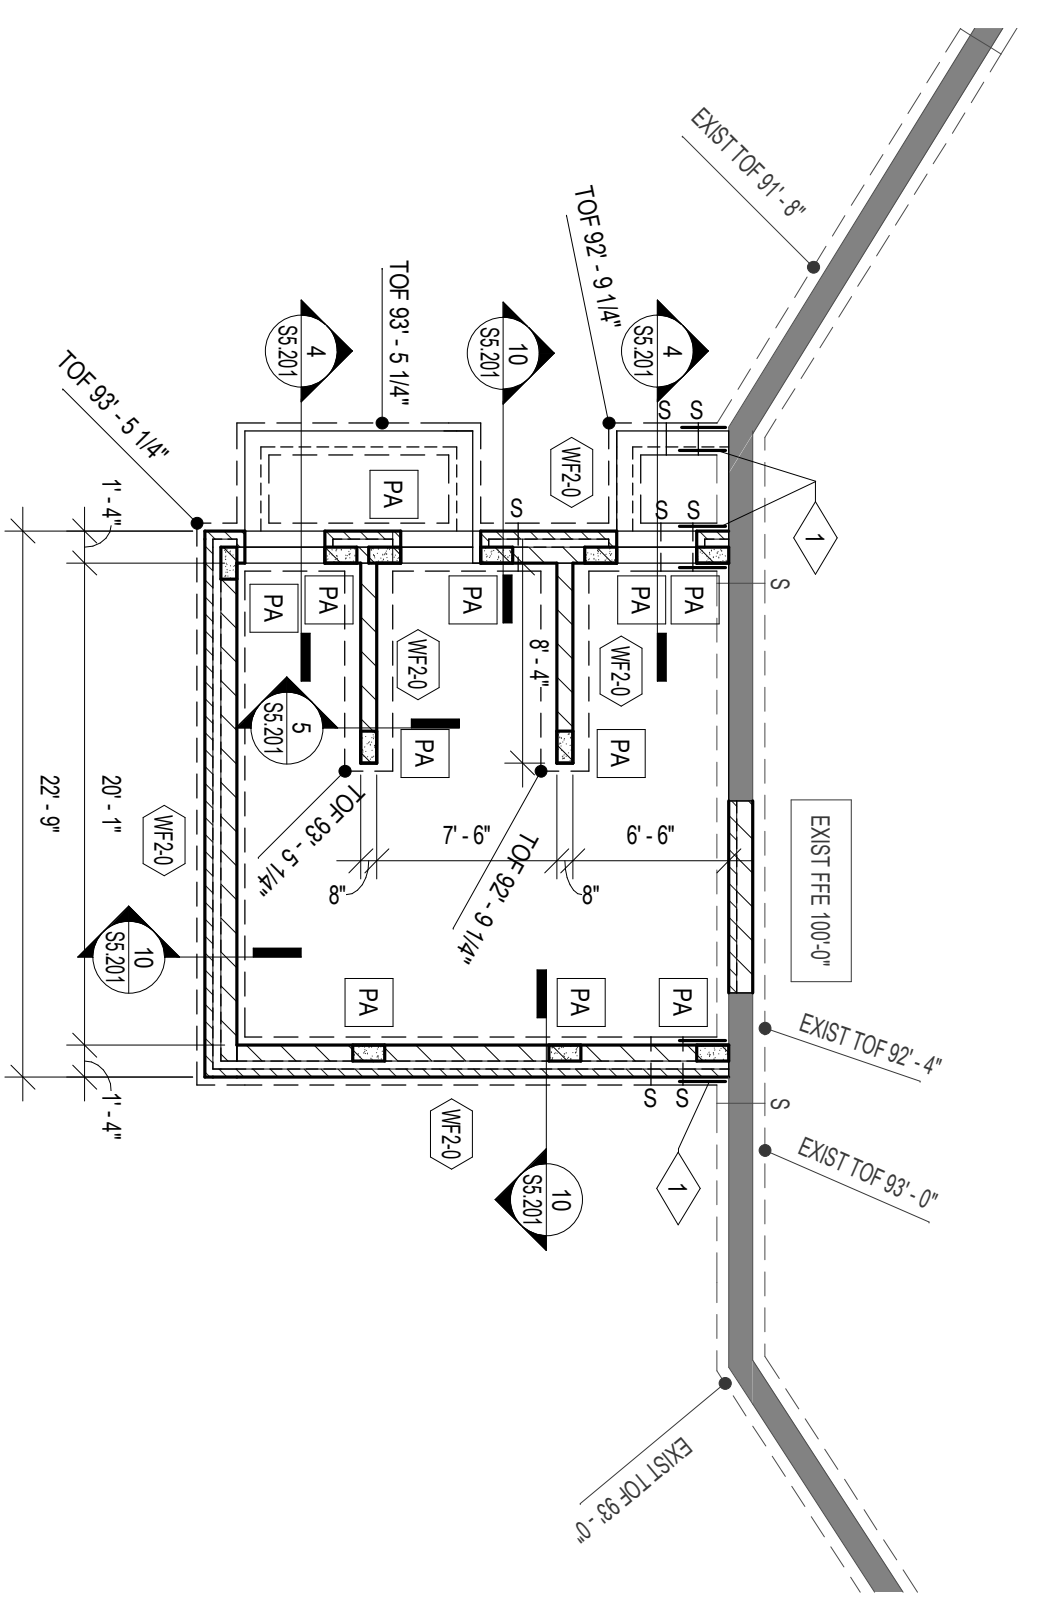 EXIST TOF 91' - 8"
TOF 92' - 9 1/4"
TOF 93' - 5 1/4"
TOF 93' - 5 1/4"
4
S5.201
10
S5.201
4
S5.201
S
S
WF2-0
PA
S
S
S
1
S
1' - 4"
PA
PA
PA
PA
PA
WF2-0
8' - 4"
WF2-0
5
S5.201
PA
PA
TOF 93' - 5 1/4"
TOF 92' - 9 1/4"
7' - 6"
6' - 6"
8"
8"
22' - 9"
20' - 1"
WF2-0
EXIST FFE 100'-0"
10
S5.201
PA
PA
PA
EXIST TOF 92' - 4"
1' - 4"
S
S
S
WF2-0
1
10
S5.201
EXIST TOF 93' - 0"
EXIST TOF 93' - 0"